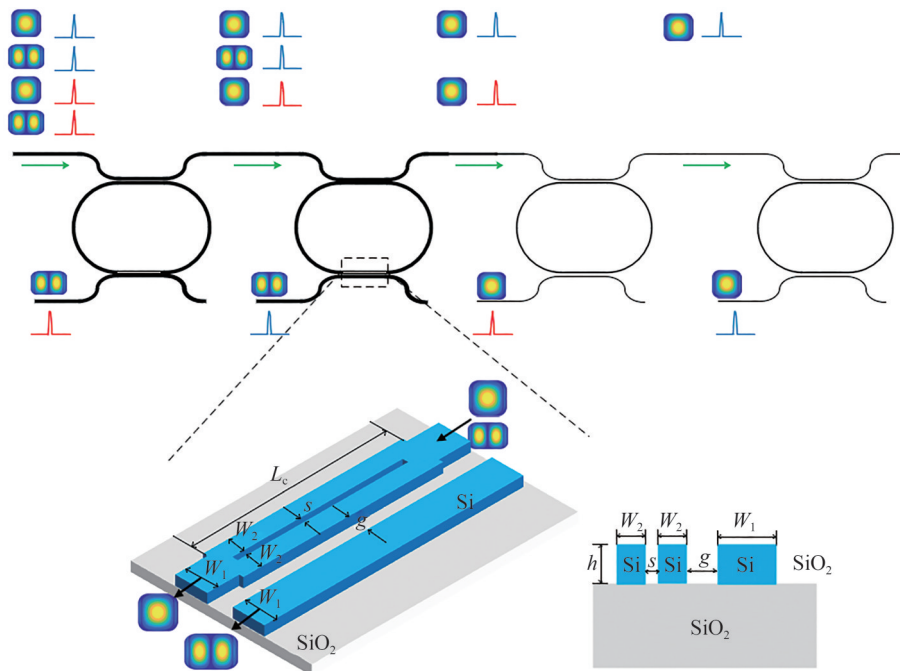 L_c
s
g
Si
W_2
W_2
W_1
W_1
SiO_2
W_2 W_2 W_1
h Si s Si g Si SiO_2
SiO_2